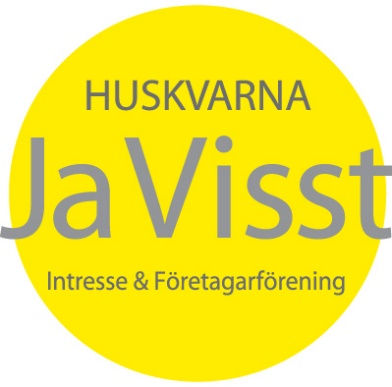 HUSKVARNA
JaVisst
Intresse & Företagarförening